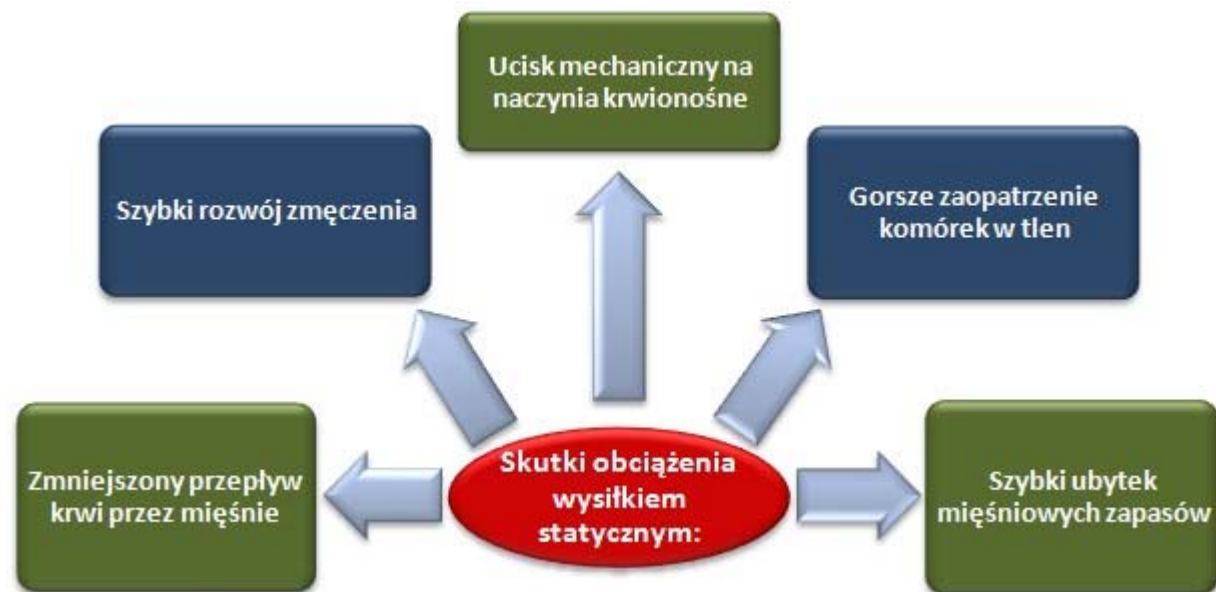 Ucisk mechaniczny na
naczynia krwionośne
Szybki rozwój zmęczenia
Gorsze zaopatrzenie
komórek w tlen
Zmniejszony przepływ
krwi przez mięśnie
Skutki obciążenia
wysiłkiem
statycznym:
Szybki ubytek
mięśniowych zapasów